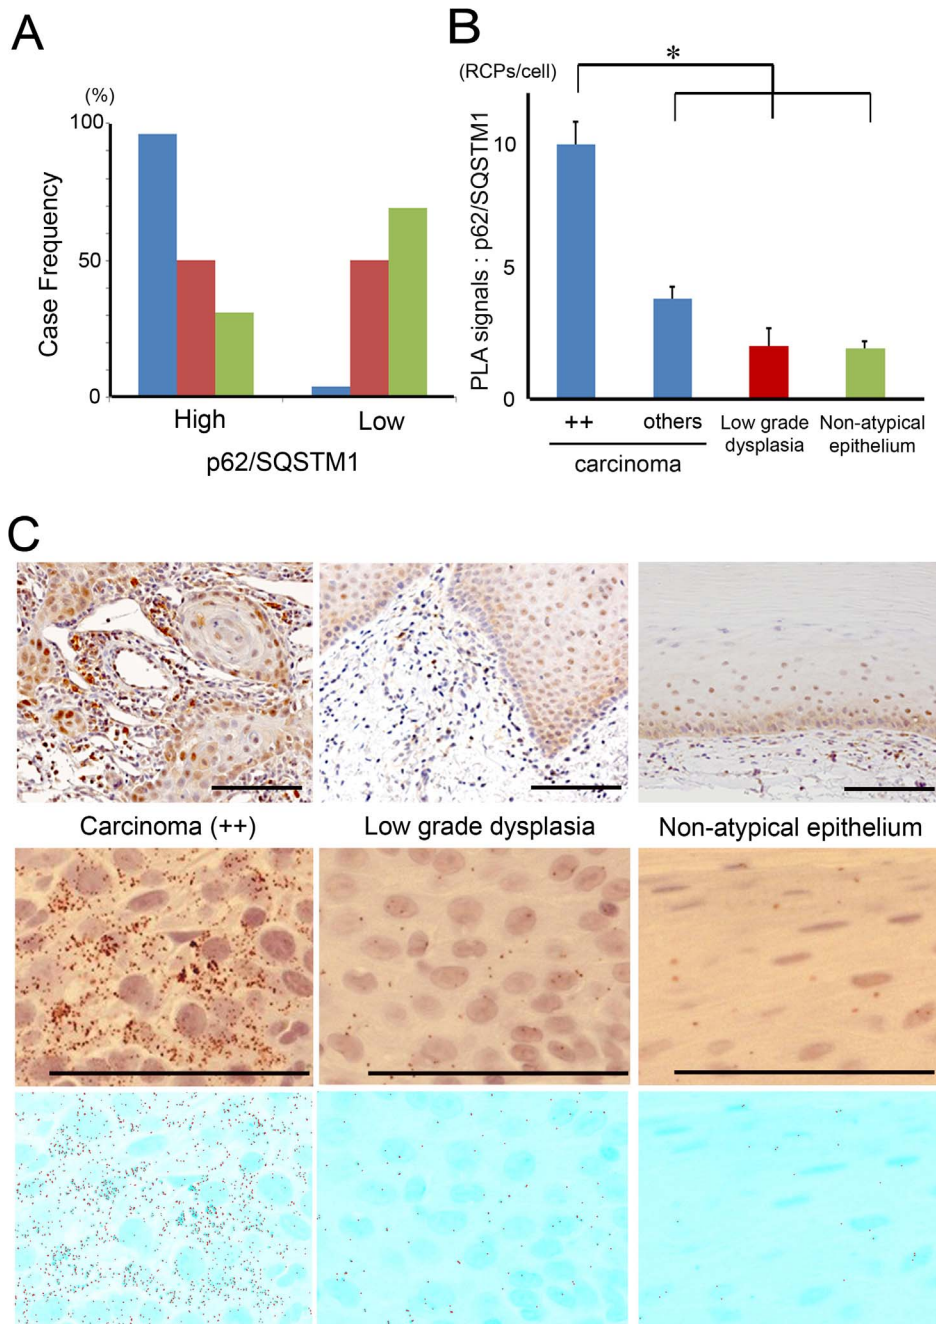 A
(%)
100
50
0
Case Frequency
High
Low
p62/SQSTM1
B
(RCPs/cell)
*
PLA signals : p62/SQSTM1
10
5
0
++
others
carcinoma
Low grade
dysplasia
Non-atypical
epithelium
C
Carcinoma (++)
Low grade dysplasia
Non-atypical epithelium